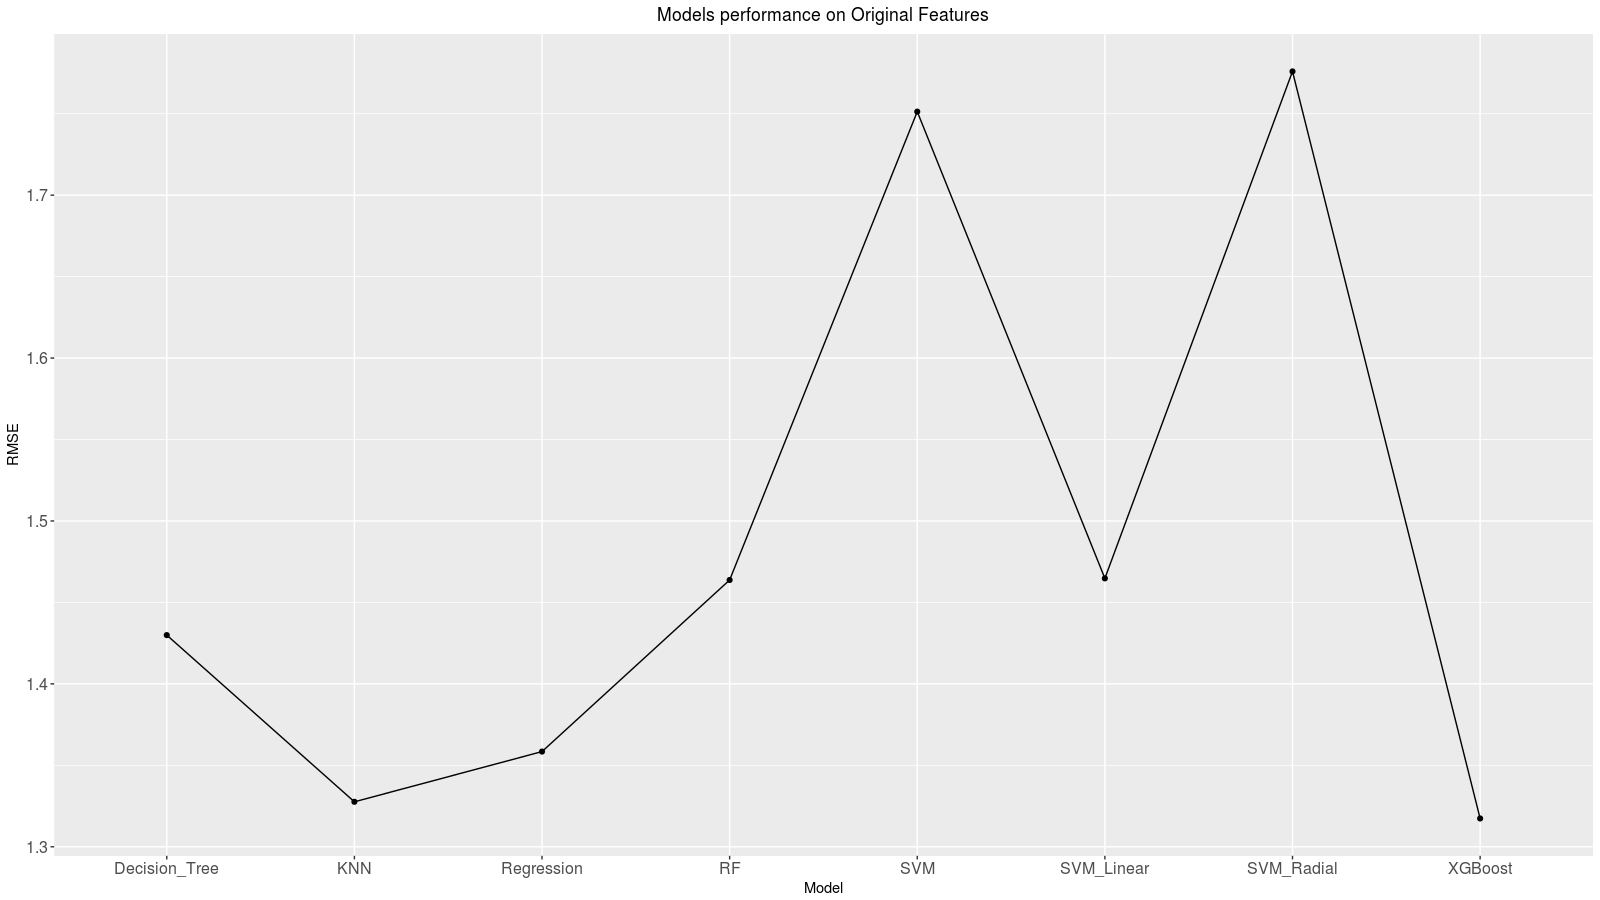 Models performance on Original Features
RMSE
1.7
1.6
1.5
1.4
1.3
Decision_Tree KNN Regression RF SVM SVM_Linear SVM_Radial XGBoost
Model